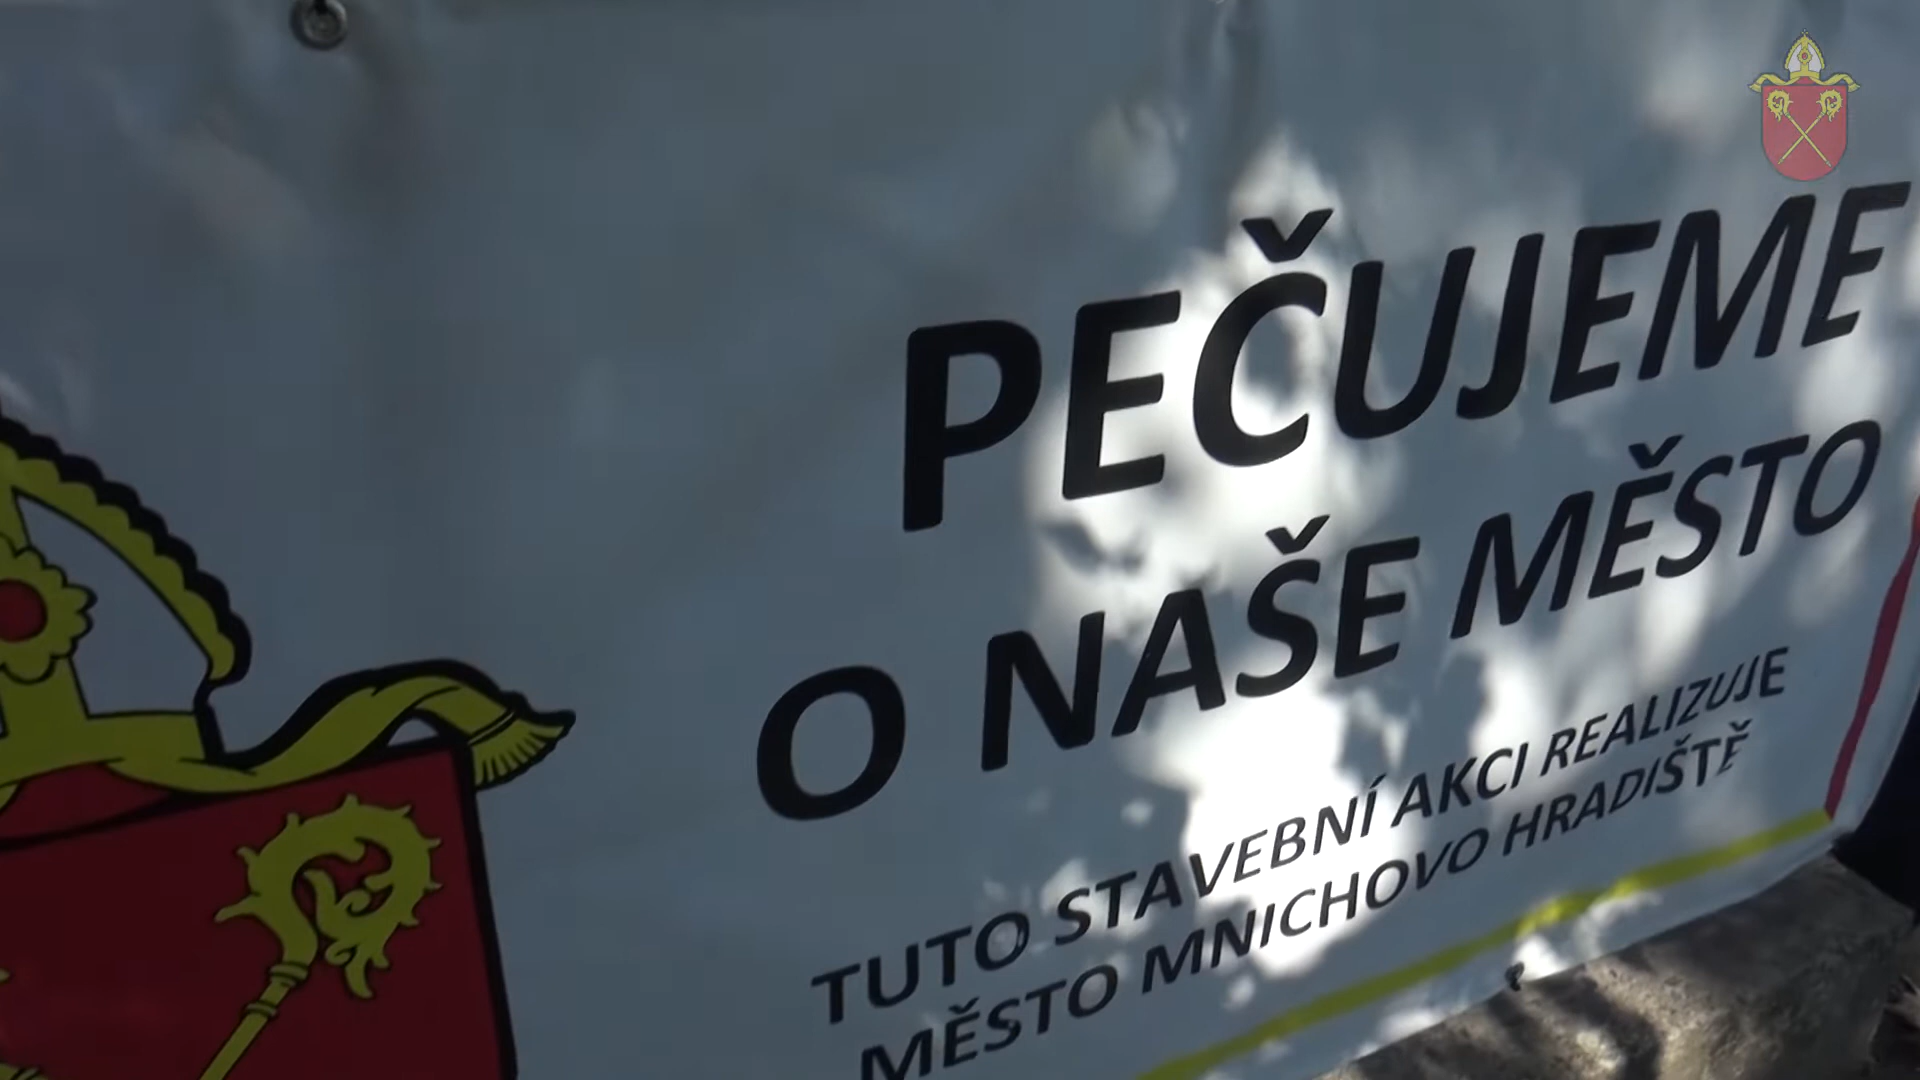 PEČUJEME
O NAŠE MĚSTO
TUTO STAVEBNÍ AKCI REALIZUJE
MĚSTO MNICHOVO HRADIŠTĚ